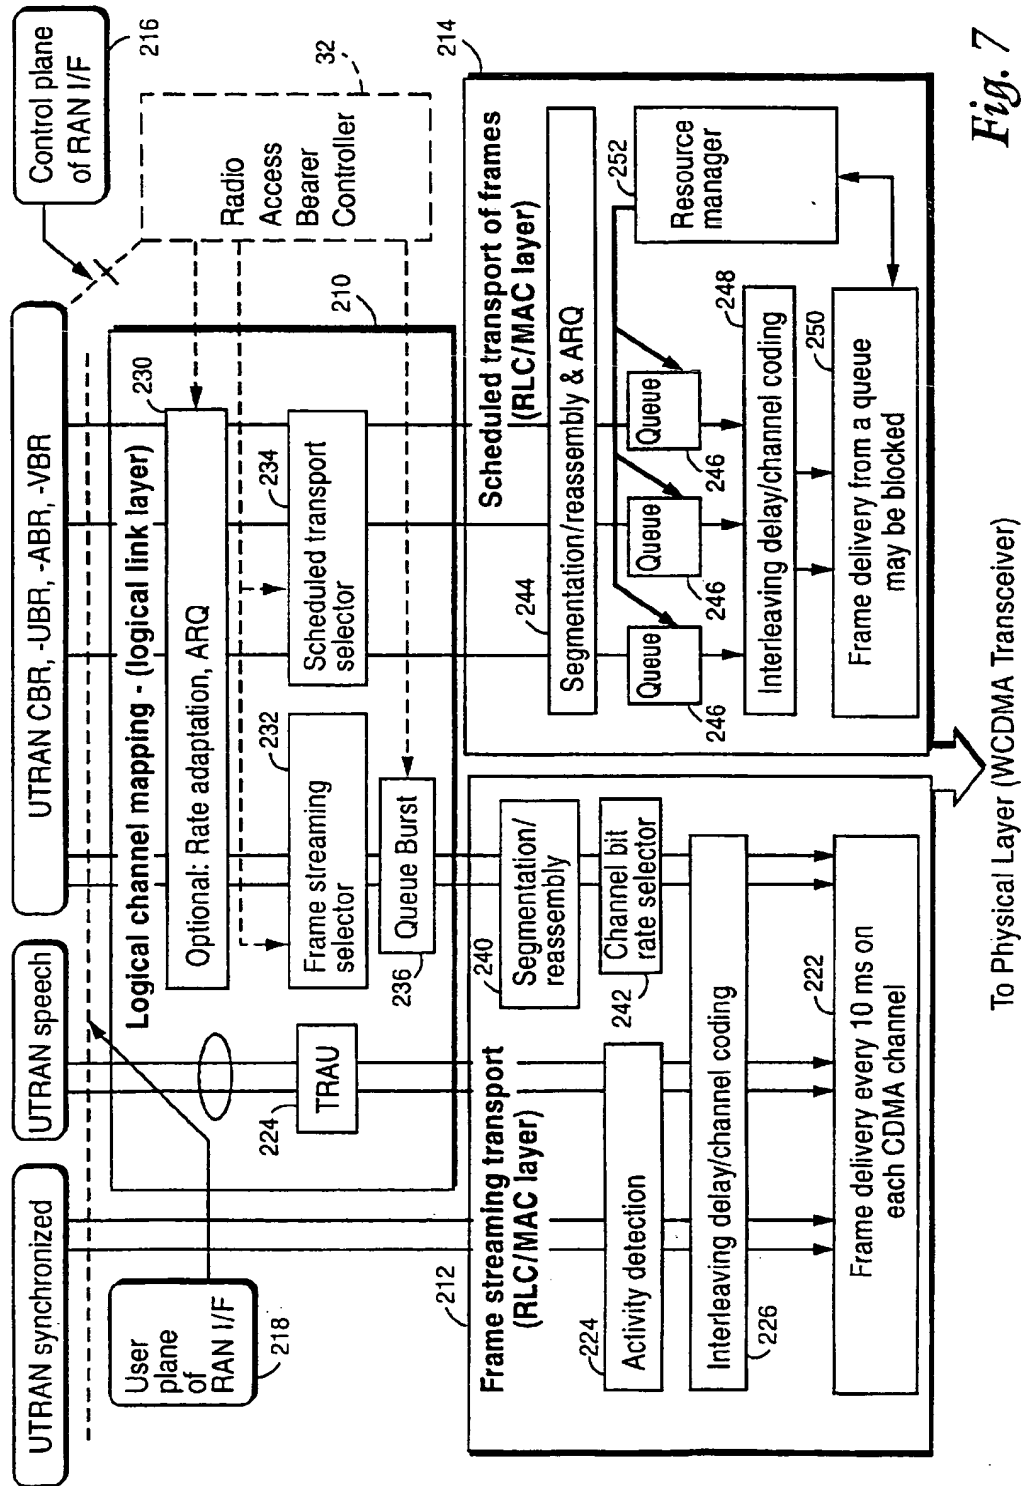 UTRAN synchronized
UTRAN speech
UTRAN CBR, -UBR, -ABR, -VBR
Control plane
of RAN I/F
216
User
plane
of
RAN I/F
218
Logical channel mapping - (logical link layer)
210
230
Optional: Rate adaptation, ARQ
Radio
Access
Bearer
Controller
32
224
TRAU
232
Frame streaming
selector
234
Scheduled transport
selector
236
Queue Burst
212
Frame streaming transport
(RLC/MAC layer)
224
Activity detection
240
Segmentation/
reassembly
242
Channel bit
rate selector
Interleaving delay/channel coding
226
222
Frame delivery every 10 ms on
each CDMA channel
214
Scheduled transport of frames
(RLC/MAC layer)
244
Segmentation/reassembly & ARQ
Queue
246
Queue
246
Queue
246
252
Resource
manager
248
Interleaving delay/channel coding
250
Frame delivery from a queue
may be blocked
To Physical Layer (WCDMA Transceiver)
Fig. 7